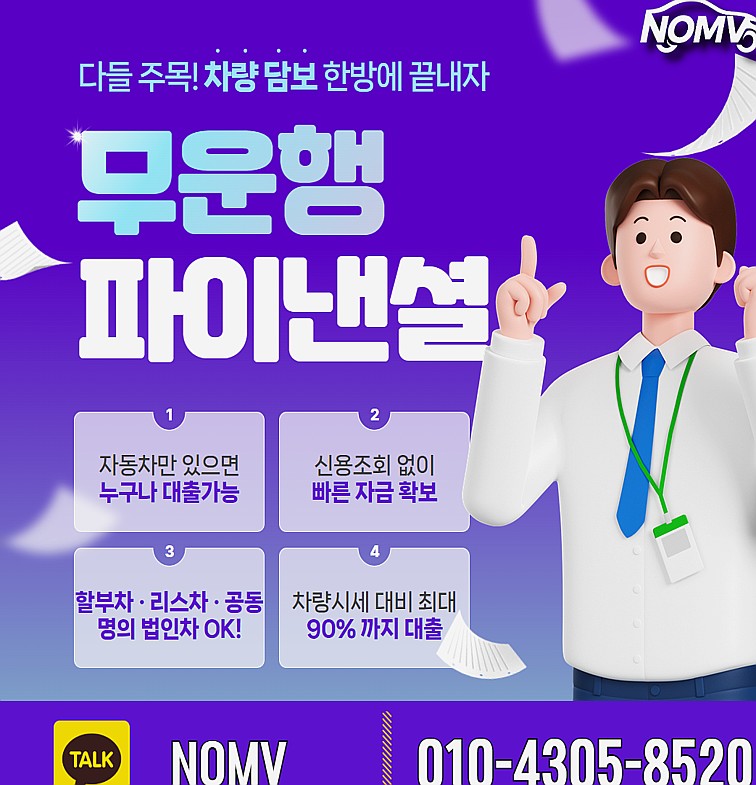 NOMV5
다들 주목! 차량 담보 한방에 끝내자
무운행
파이낸셜
1
자동차만 있으면
누구나 대출가능
2
신용조회 없이
빠른 자금 확보
3
할부차 · 리스차 · 공동
명의 법인차 OK!
4
차량시세 대비 최대
90% 까지 대출
TALK
NOMV
010-4305-8520